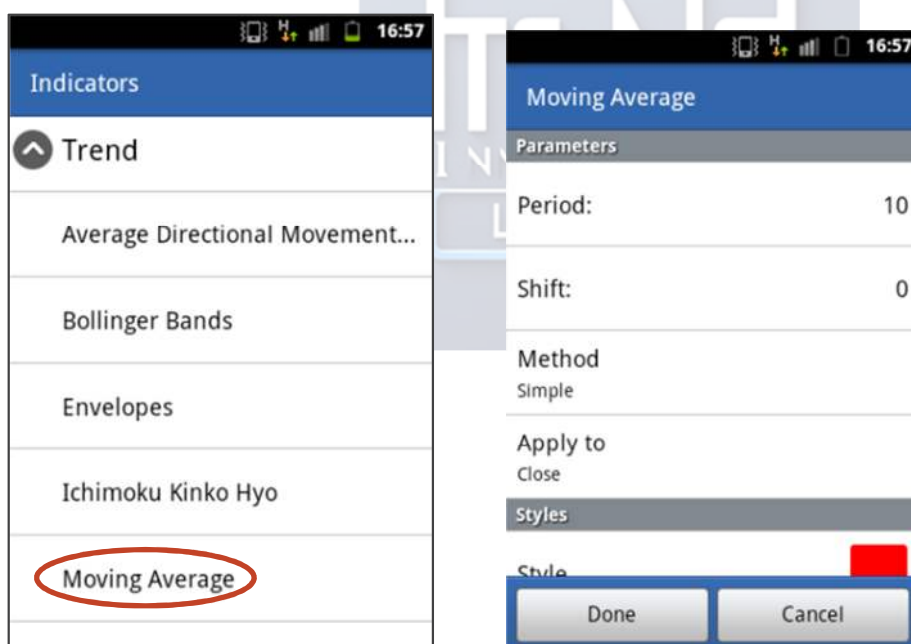 16:57
Indicators
Trend
Average Directional Movement...
Bollinger Bands
Envelopes
Ichimoku Kinko Hyo
Moving Average
16:57
Moving Average
Parameters
Period: 10
Shift: 0
Method
Simple
Apply to
Close
Styles
Style
Done Cancel